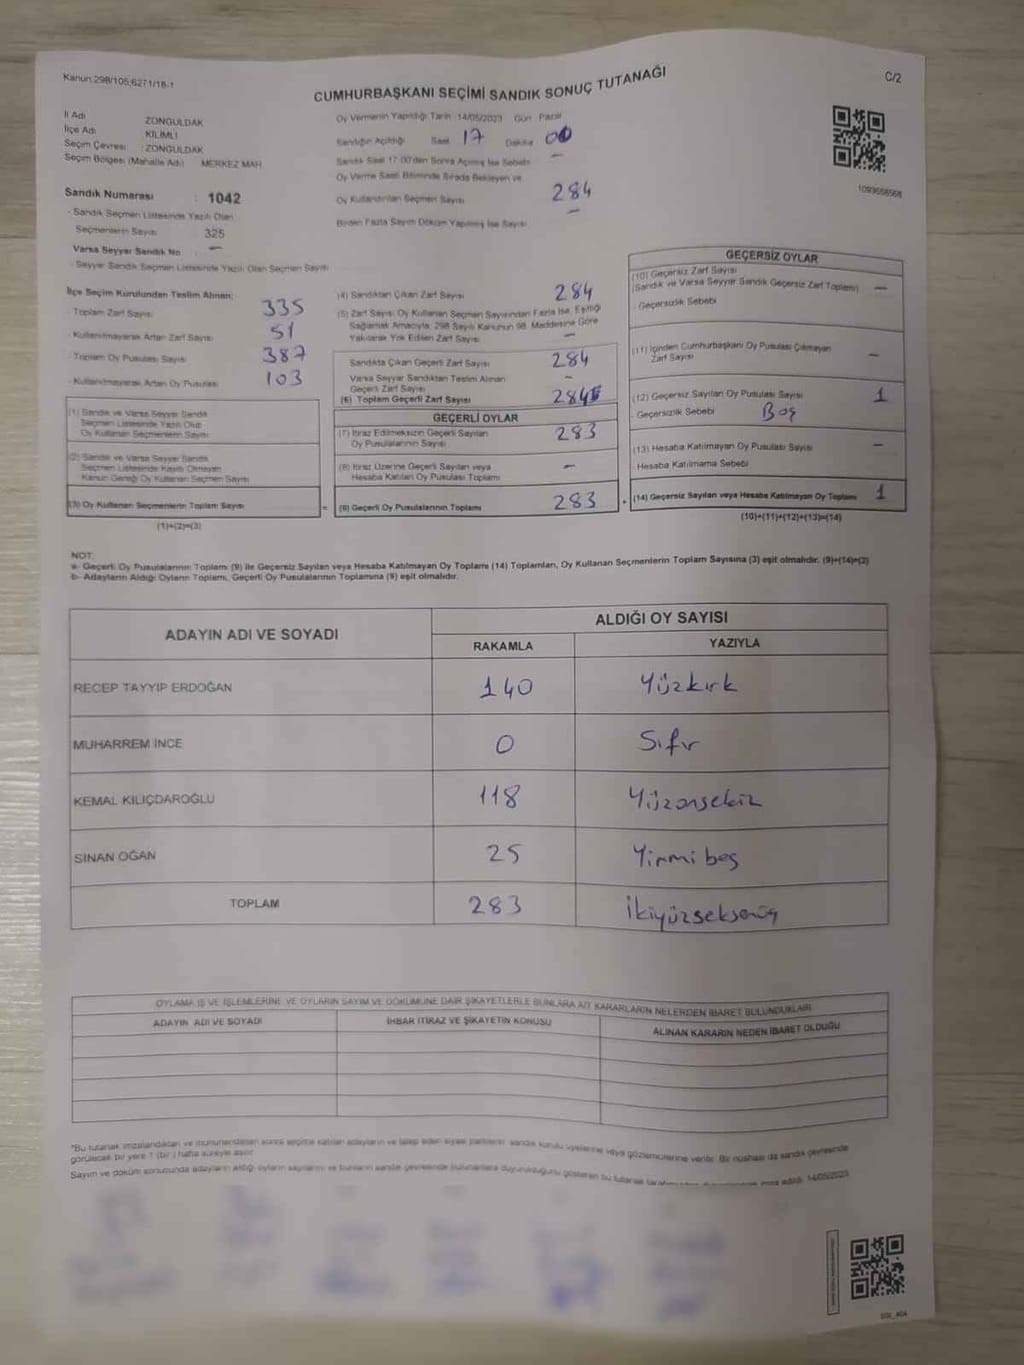 Kanun:298/105;6271/18-1
C/2
CUMHURBAŞKANI SEÇİMİ SANDIK SONUÇ TUTANAĞI
İl Adı ZONGULDAK
İlçe Adı KİLİMLİ
Seçim Çevresi : ZONGULDAK
Seçim Bölgesi (Mahalle Adı) MERKEZ MAH
Sandık Numarası : 1042
- Sandık Seçmen Listesinde Yazılı Olan
Seçmenlerin Sayısı 325
Varsa Seyyar Sandık No : —
- Seyyar Sandık Seçmen Listesinde Yazılı Olan Seçmen Sayısı
Oy Vermenin Yapıldığı Tarih 14/05/2023 Gün Pazar
Sandığın Açıldığı Saat 17 Dakika 00
Sandık Saat 17:00'den Sonra Açılmış İse Sebebi —
Oy Verme Saati Bitiminde Sırada Bekleyen ve
Oy Kullandırılan Seçmen Sayısı 284
Birden Fazla Sayım Döküm Yapılmış İse Sayısı —
1093658568
İlçe Seçim Kurulundan Teslim Alınan:
Toplam Zarf Sayısı 335
- Kullanılmayarak Artan Zarf Sayısı 51
- Toplam Oy Pusulası Sayısı 387
- Kullanılmayarak Artan Oy Pusulası 103
(1) Sandık ve Varsa Seyyar Sandık
Seçmen Listesinde Yazılı Olup
Oy Kullanan Seçmenlerin Sayısı
(2) Sandık ve Varsa Seyyar Sandık
Seçmen Listesinde Kayıtlı Olmayan
Kanun Gereği Oy Kullanan Seçmen Sayısı
(3) Oy Kullanan Seçmenlerin Toplam Sayısı
(1)+(2)=(3)
(4) Sandıktan Çıkan Zarf Sayısı 284
(5) Zarf Sayısı Oy Kullanan Seçmen Sayısından Fazla İse, Eşitliği
Sağlamak Amacıyla; 298 Sayılı Kanunun 98. Maddesine Göre
Yakılarak Yok Edilen Zarf Sayısı —
Sandıkta Çıkan Geçerli Zarf Sayısı 284
Varsa Seyyar Sandıktan Teslim Alınan
Geçerli Zarf Sayısı —
(6) Toplam Geçerli Zarf Sayısı 284
GEÇERLİ OYLAR
(7) İtiraz Edilmeksizin Geçerli Sayılan
Oy Pusulalarının Sayısı 283
(8) İtiraz Üzerine Geçerli Sayılan veya
Hesaba Katılan Oy Pusulası Toplamı —
= (9) Geçerli Oy Pusulalarının Toplamı 283 +
GEÇERSİZ OYLAR
(10) Geçersiz Zarf Sayısı
(Sandık ve Varsa Seyyar Sandık Geçersiz Zarf Toplamı) —
- Geçersizlik Sebebi
(11) İçinden Cumhurbaşkanı Oy Pusulası Çıkmayan
Zarf Sayısı —
(12) Geçersiz Sayılan Oy Pusulası Sayısı 1
- Geçersizlik Sebebi Boş
(13) Hesaba Katılmayan Oy Pusulası Sayısı —
Hesaba Katılmama Sebebi
(14) Geçersiz Sayılan veya Hesaba Katılmayan Oy Toplamı 1
(10)+(11)+(12)+(13)=(14)
NOT:
a- Geçerli Oy Pusulalarının Toplam (9) ile Geçersiz Sayılan veya Hesaba Katılmayan Oy Toplamı (14) Toplamları, Oy Kullanan Seçmenlerin Toplam Sayısına (3) eşit olmalıdır. (9)+(14)=(3)
b- Adayların Aldığı Oyların Toplamı, Geçerli Oy Pusulalarının Toplamına (9) eşit olmalıdır.
ADAYIN ADI VE SOYADI ALDIĞI OY SAYISI
RAKAMLA YAZIYLA
RECEP TAYYIP ERDOĞAN 140 Yüzkırk
MUHARREM İNCE 0 Sıfır
KEMAL KILIÇDAROĞLU 118 Yüzonsekiz
SİNAN OĞAN 25 Yirmibeş
TOPLAM 283 İkiyüzseksenüç
OYLAMA İŞ VE İŞLEMLERİNE VE OYLARIN SAYIM VE DÖKÜMÜNE DAİR ŞİKAYETLERLE BUNLARA AİT KARARLARIN NELERDEN İBARET BULUNDUKLARI
ADAYIN ADI VE SOYADI İHBAR İTİRAZ VE ŞİKAYETİN KONUSU ALINAN KARARIN NEDEN İBARET OLDUĞU
*Bu tutanak imzalandıktan ve mühürlendikten sonra seçime katılan adayların ve talep eden siyasi partilerin sandık kurulu üyelerine veya gözlemcilerine verilir. Bir nüshası da sandık çevresinde
görülecek bir yere 1 (bir) hafta süreyle asılır.
Sayım ve döküm sonucunda adayların aldığı oyların sayılarını ve bunların sandık çevresinde bulunanlara duyurulduğunu gösteren bu tutanak imza edildi. 14/05/2023